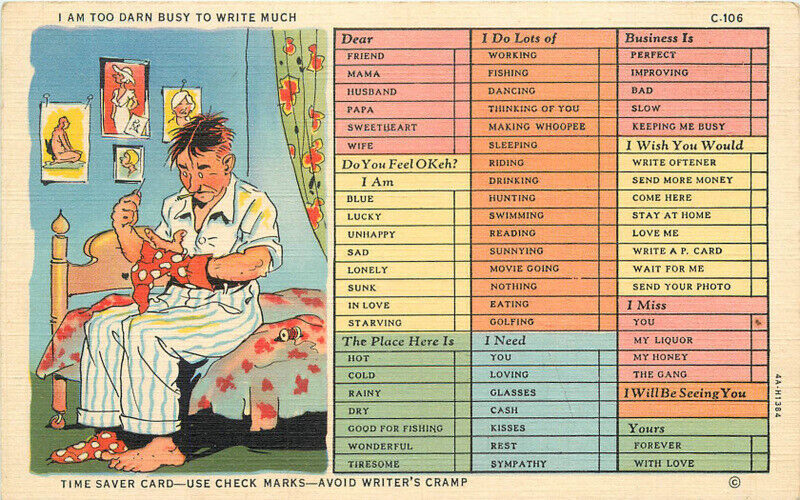 I AM TOO DARN BUSY TO WRITE MUCH
C-106
Dear
FRIEND
MAMA
HUSBAND
PAPA
SWEETHEART
WIFE
Do You Feel OKeh?
I Am
BLUE
LUCKY
UNHAPPY
SAD
LONELY
SUNK
IN LOVE
STARVING
The Place Here Is
HOT
COLD
RAINY
DRY
GOOD FOR FISHING
WONDERFUL
TIRESOME
I Do Lots of
WORKING
FISHING
DANCING
THINKING OF YOU
MAKING WHOOPEE
SLEEPING
RIDING
DRINKING
HUNTING
SWIMMING
READING
SUNNYING
MOVIE GOING
NOTHING
EATING
GOLFING
I Need
YOU
LOVING
GLASSES
CASH
KISSES
REST
SYMPATHY
Business Is
PERFECT
IMPROVING
BAD
SLOW
KEEPING ME BUSY
I Wish You Would
WRITE OFTENER
SEND MORE MONEY
COME HERE
STAY AT HOME
LOVE ME
WRITE A P. CARD
WAIT FOR ME
SEND YOUR PHOTO
I Miss
YOU
MY LIQUOR
MY HONEY
THE GANG
I Will Be Seeing You
Yours
FOREVER
WITH LOVE
4A-H1384
TIME SAVER CARD—USE CHECK MARKS—AVOID WRITER'S CRAMP
©